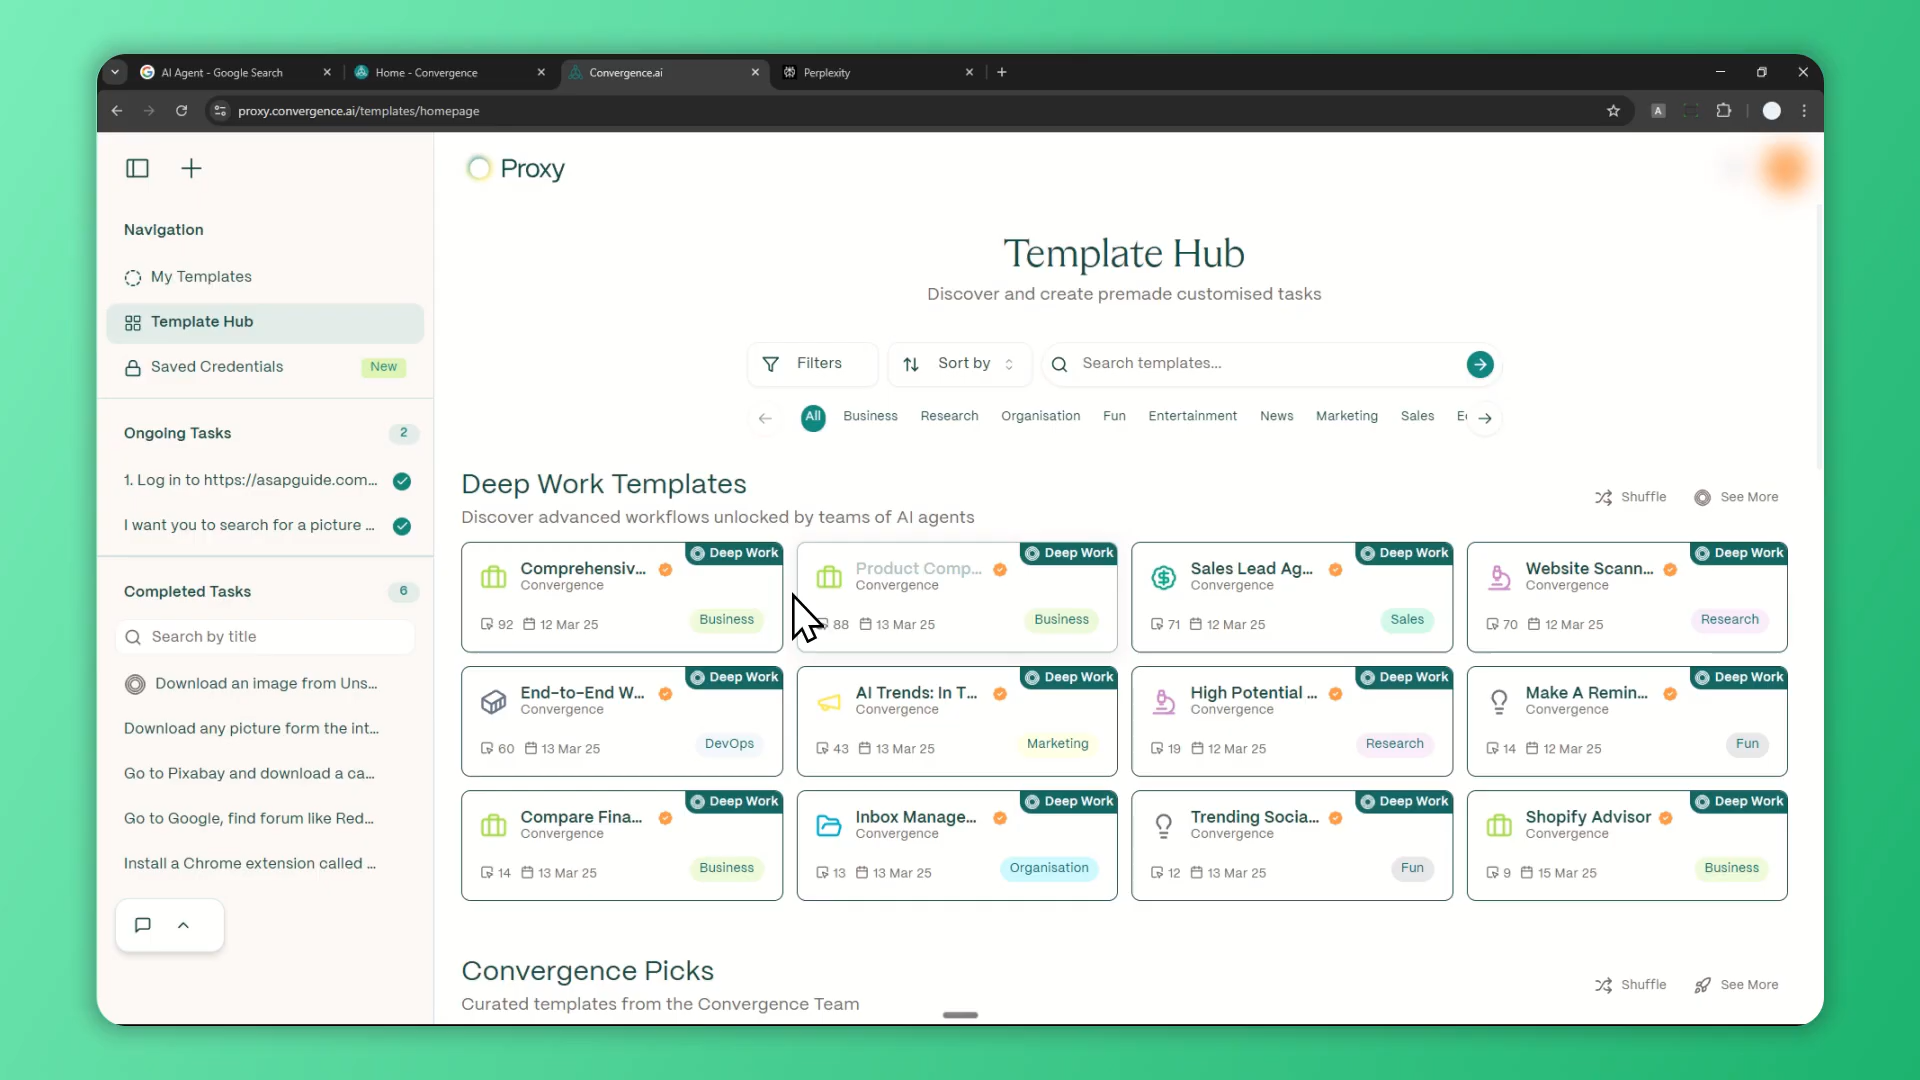 AI Agent - Google Search
Home - Convergence
Convergence.ai
Perplexity
proxy.convergence.ai/templates/homepage
A
Proxy
Navigation
My Templates
Template Hub
Saved Credentials New
Ongoing Tasks 2
1. Log in to https://asapguide.com...
I want you to search for a picture ...
Completed Tasks 6
Search by title
Download an image from Uns...
Download any picture form the int...
Go to Pixabay and download a ca...
Go to Google, find forum like Red...
Install a Chrome extension called ...
Template Hub
Discover and create premade customised tasks
Filters
Sort by
Search templates...
All Business Research Organisation Fun Entertainment News Marketing Sales
Deep Work Templates
Discover advanced workflows unlocked by teams of AI agents
Shuffle
See More
Deep Work
Comprehensiv...
Convergence
92 12 Mar 25 Business
Deep Work
Product Comp...
Convergence
88 13 Mar 25 Business
Deep Work
Sales Lead Ag...
Convergence
71 12 Mar 25 Sales
Deep Work
Website Scann...
Convergence
70 12 Mar 25 Research
Deep Work
End-to-End W...
Convergence
60 13 Mar 25 DevOps
Deep Work
AI Trends: In T...
Convergence
43 13 Mar 25 Marketing
Deep Work
High Potential ...
Convergence
19 12 Mar 25 Research
Deep Work
Make A Remin...
Convergence
14 12 Mar 25 Fun
Deep Work
Compare Fina...
Convergence
14 13 Mar 25 Business
Deep Work
Inbox Manage...
Convergence
13 13 Mar 25 Organisation
Deep Work
Trending Socia...
Convergence
12 13 Mar 25 Fun
Deep Work
Shopify Advisor
Convergence
9 15 Mar 25 Business
Convergence Picks
Curated templates from the Convergence Team
Shuffle
See More